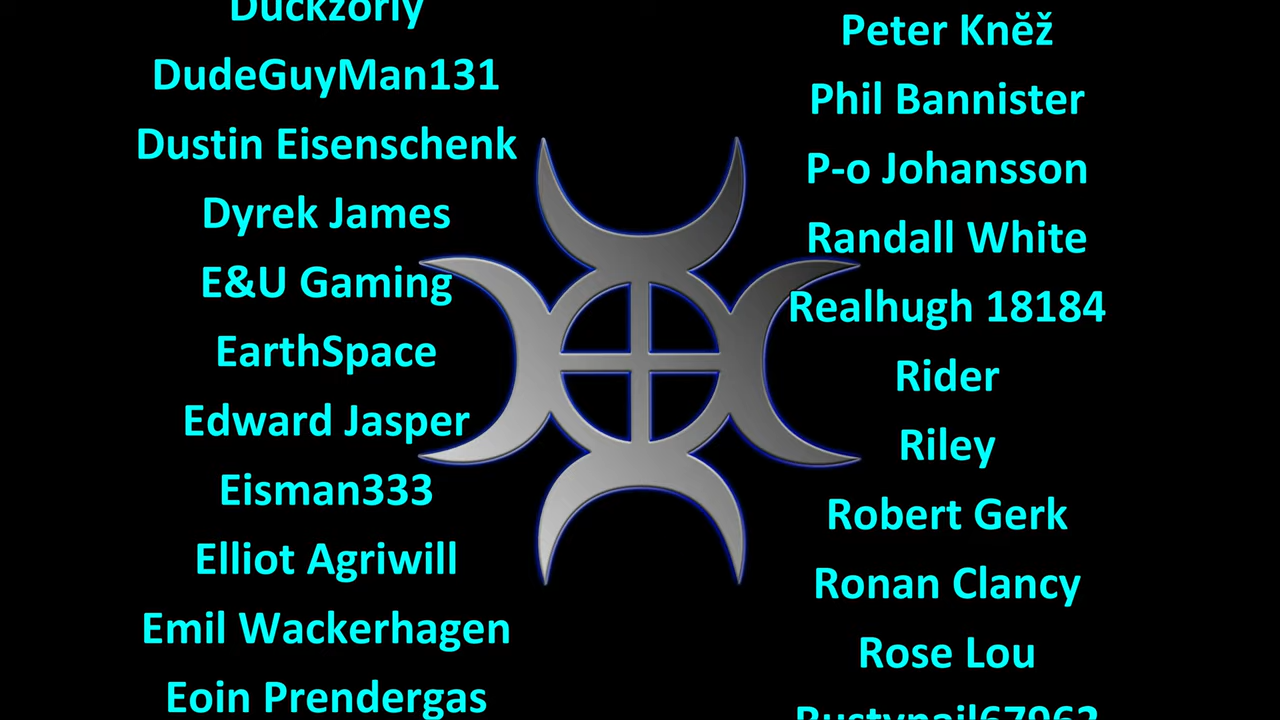 Duckzorly
DudeGuyMan131
Dustin Eisenschenk
Dyrek James
E&U Gaming
EarthSpace
Edward Jasper
Eisman333
Elliot Agriwill
Emil Wackerhagen
Eoin Prendergas
Peter Kněž
Phil Bannister
P-o Johansson
Randall White
Realhugh 18184
Rider
Riley
Robert Gerk
Ronan Clancy
Rose Lou